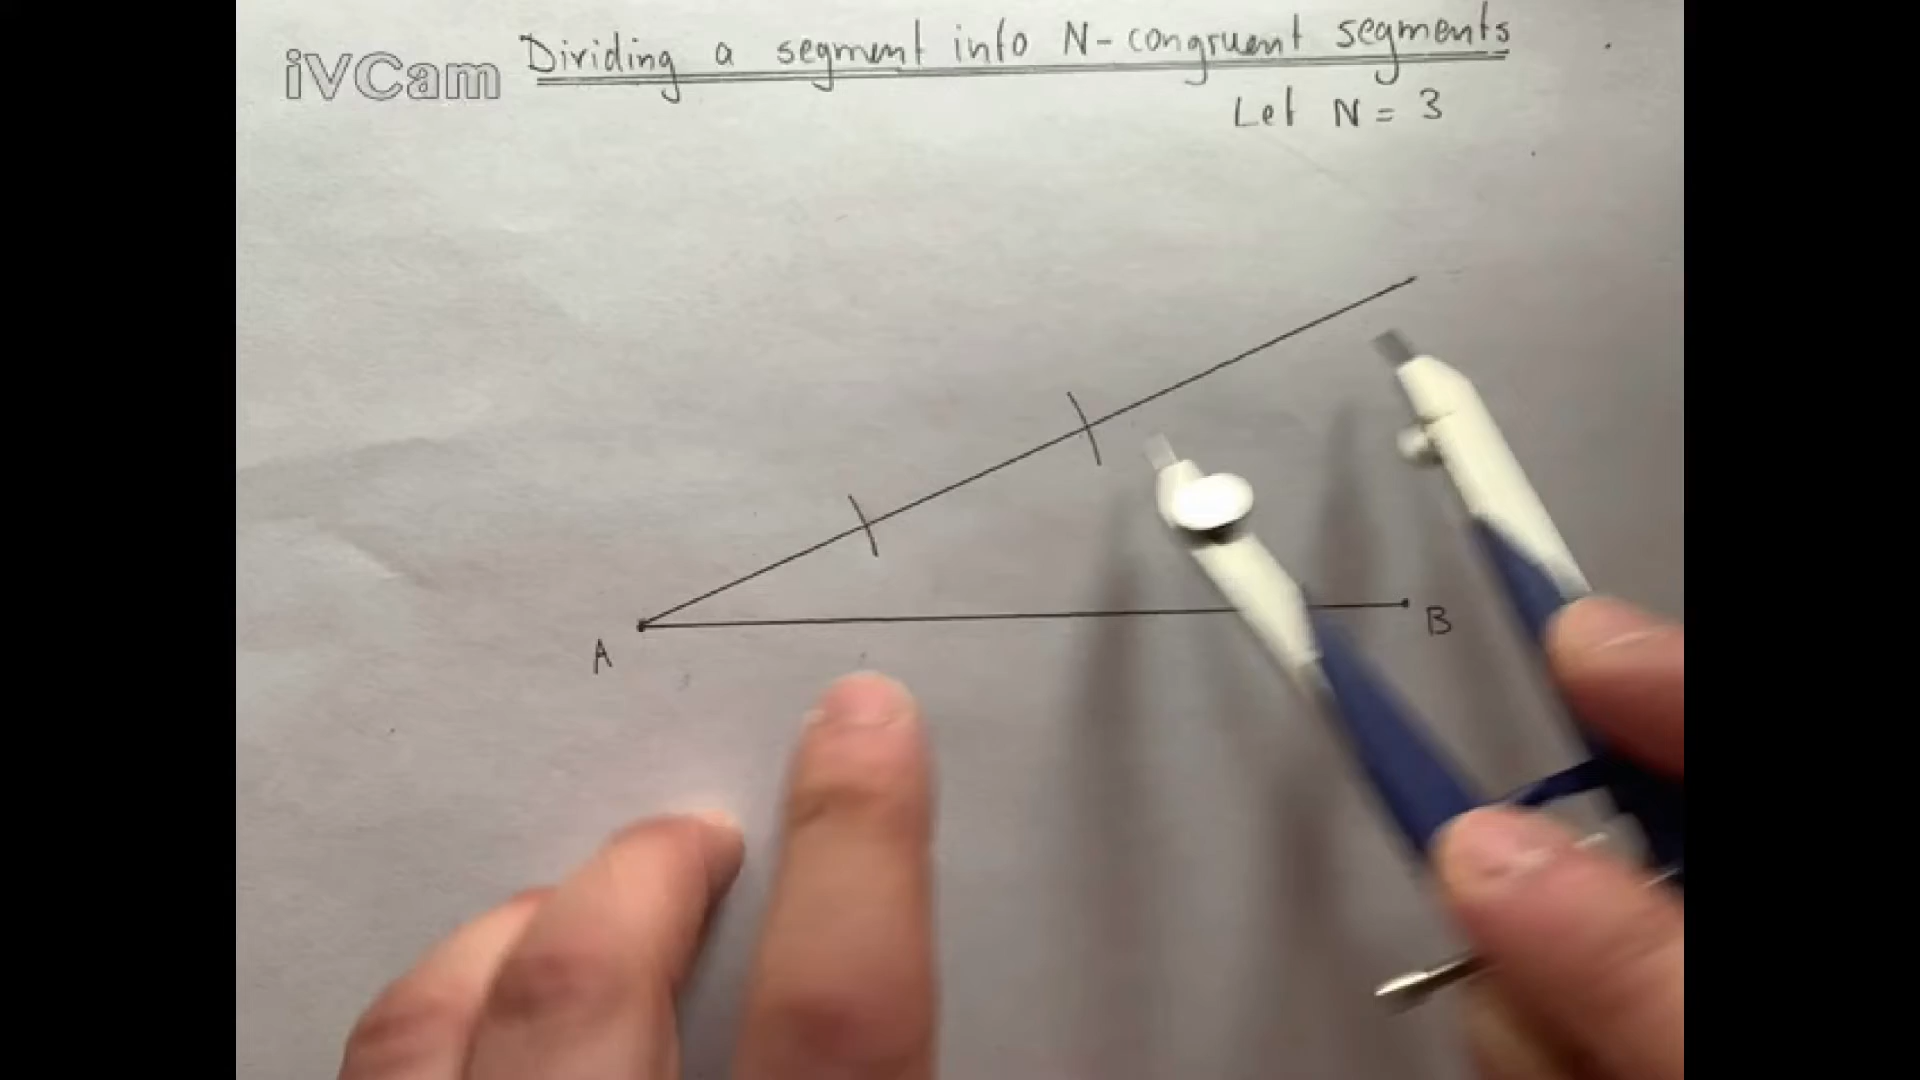 iVCam
Dividing a segment into N-congruent segments
Let N = 3
A
B